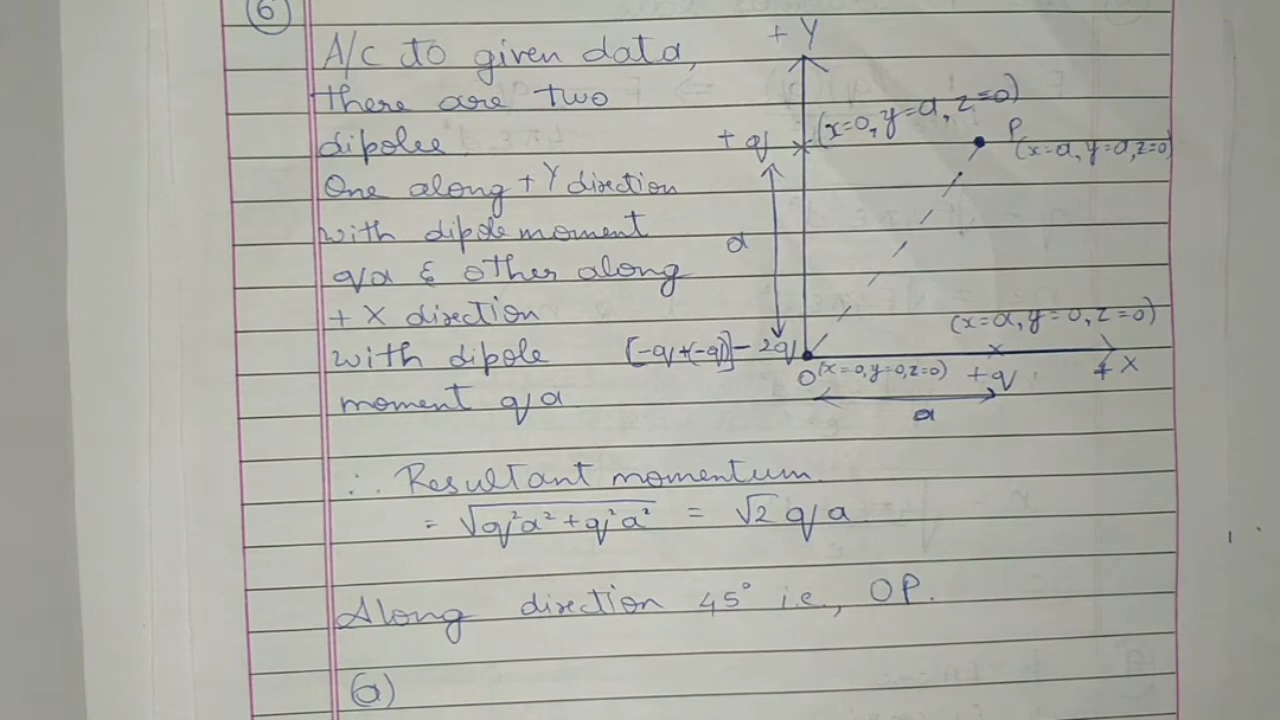 6
A/c to given data,
there are two
dipoles.
One along +Y direction
with dipole moment
qa & other along
+ X direction
with dipole
moment qa
+ Y
+ q
(x=0, y=a, z=0)
P
(x=a, y=a, z=0)
a
[-q+(-q)] - 2q
O (x=0, y=0, z=0)
(x=a, y=0, z=0)
+q
+ X
a
∴ Resultant momentum
= √q²a² + q²a² = √2 qa
Along direction 45° i.e., OP.
(a)